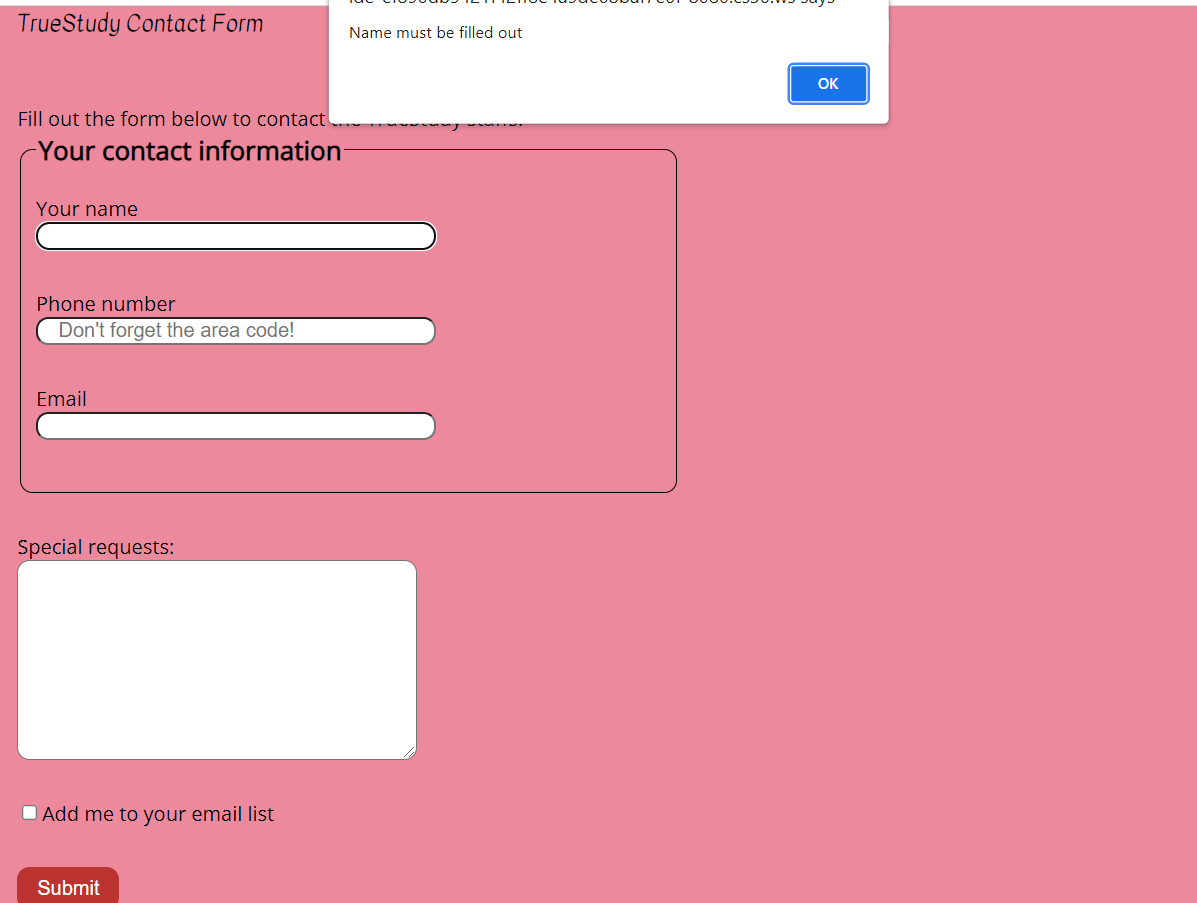 says
TrueStudy Contact Form
Name must be filled out
OK
Fill out the form below to contact the TrueStudy staff!
Your contact information
Your name
Phone number
Don't forget the area code!
Email
Special requests:
Add me to your email list
Submit